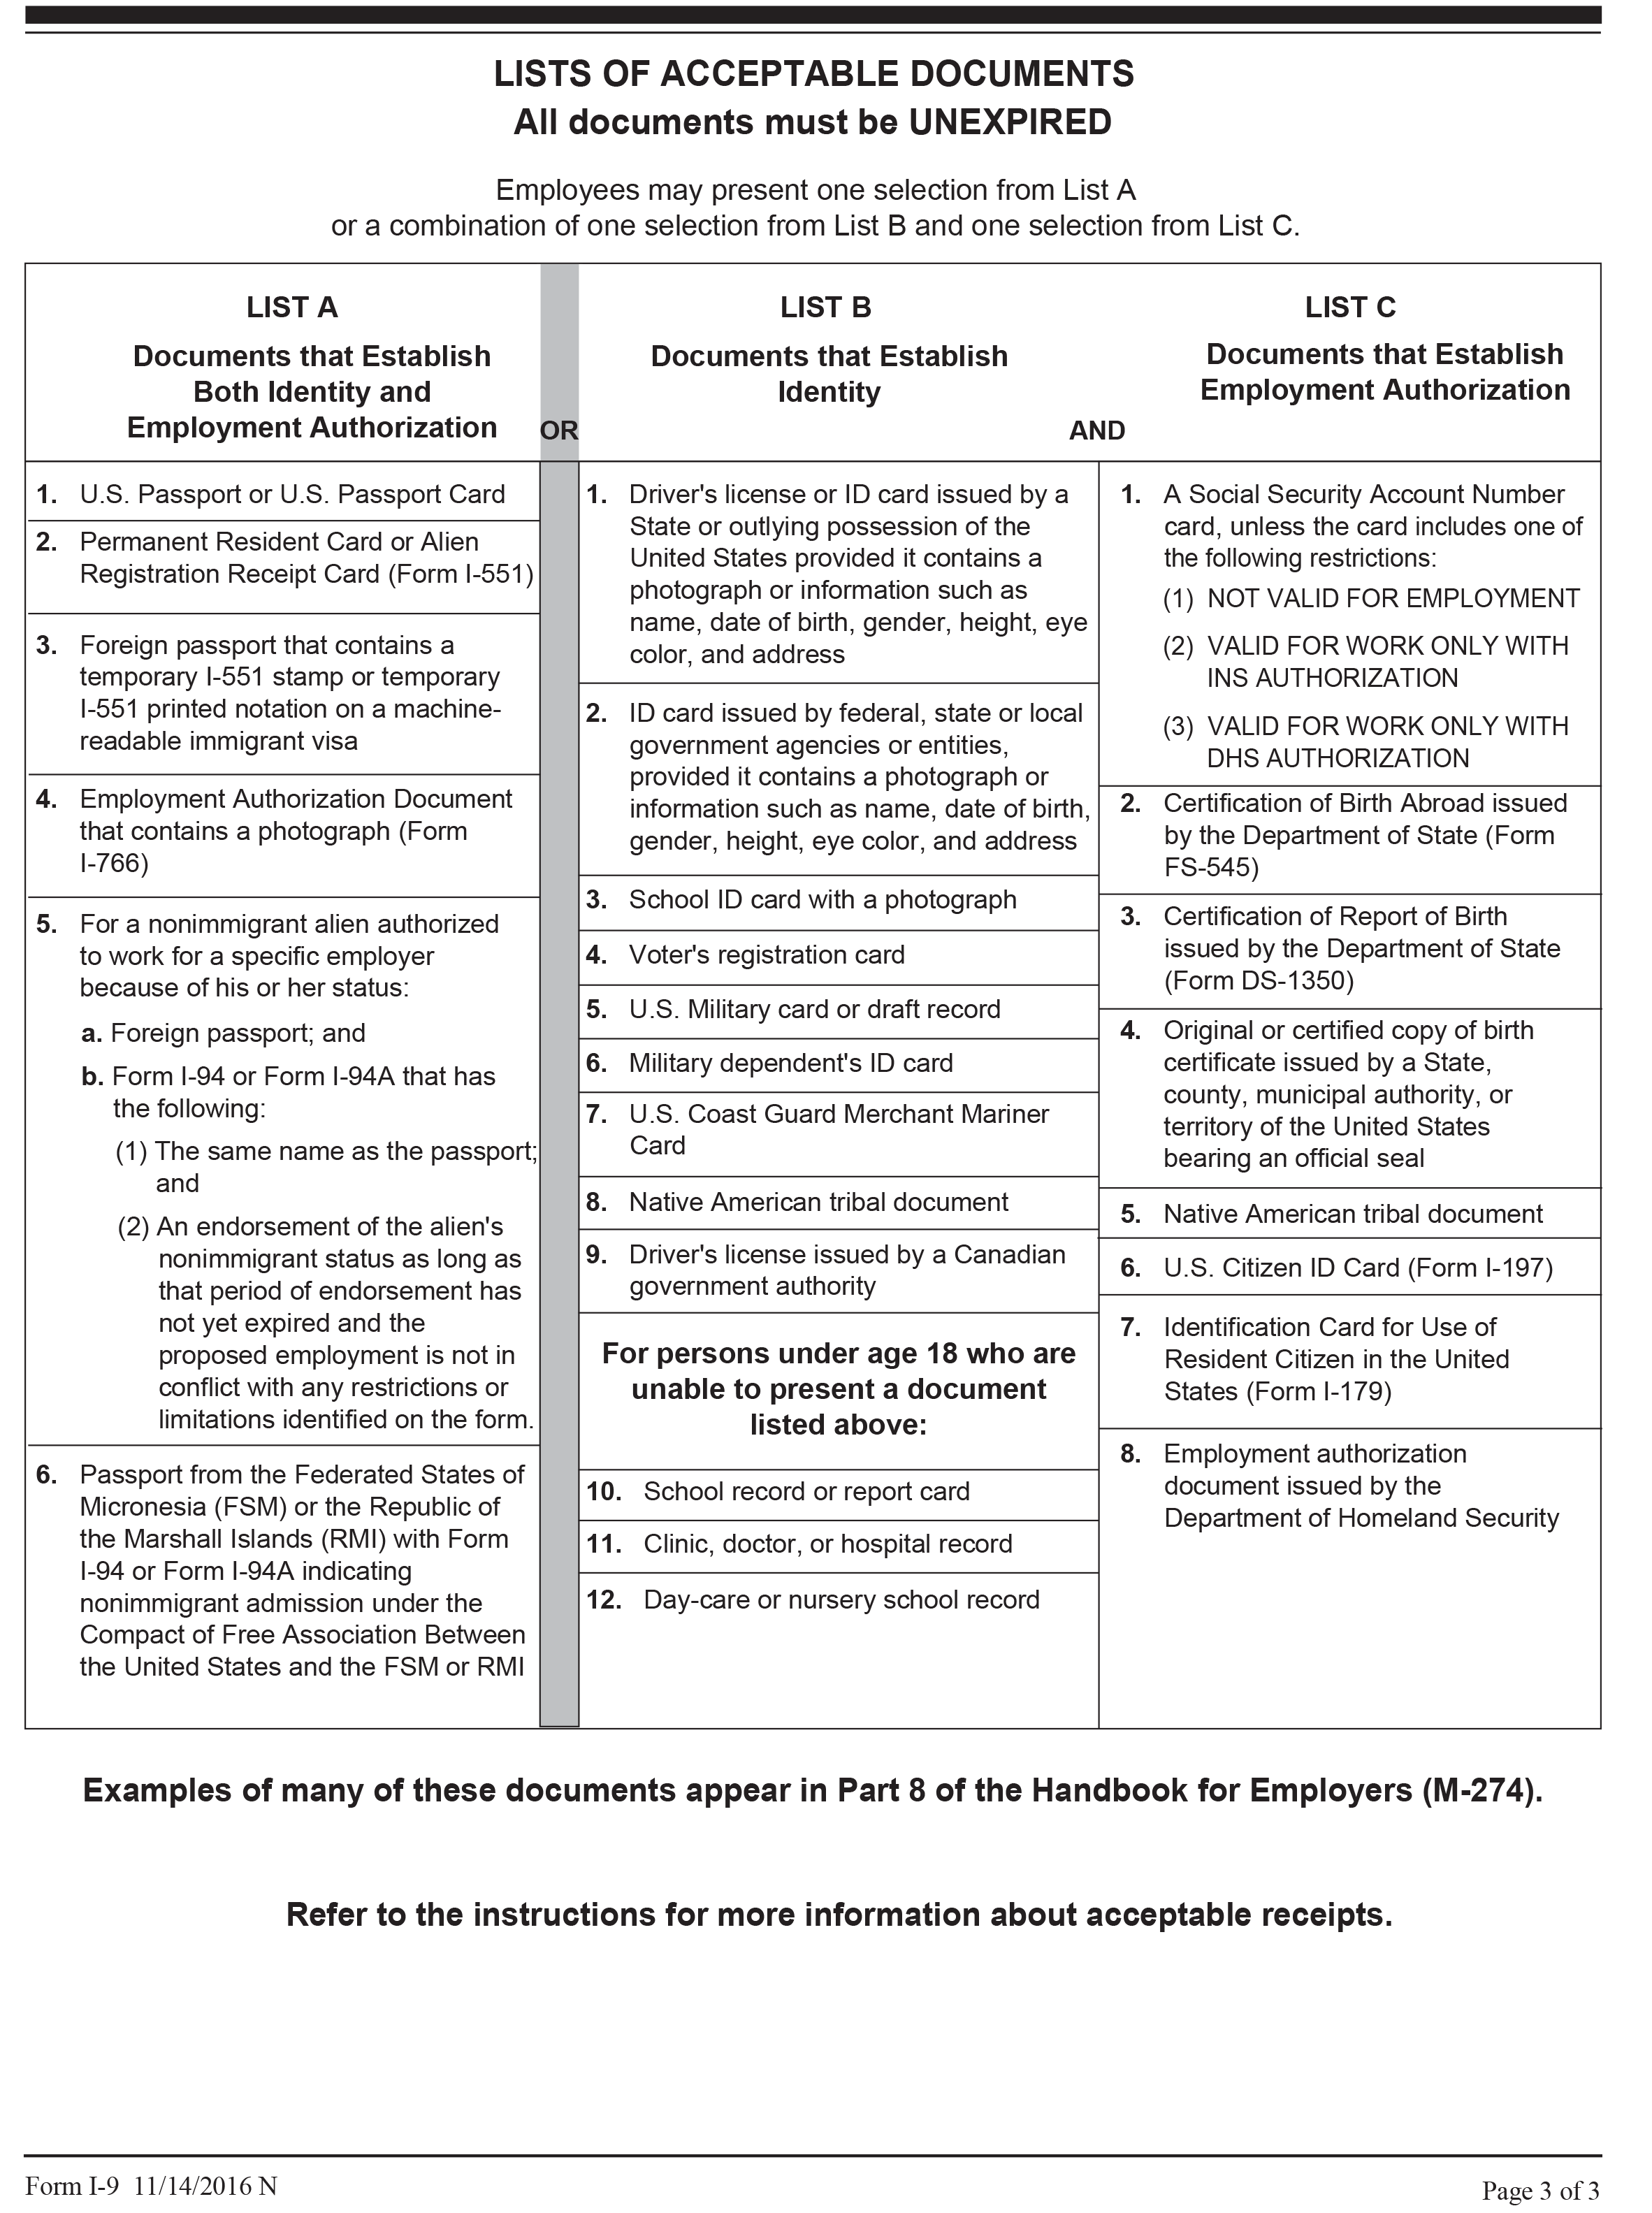 LISTS OF ACCEPTABLE DOCUMENTS
All documents must be UNEXPIRED
Employees may present one selection from List A
or a combination of one selection from List B and one selection from List C.
LIST A
Documents that Establish
Both Identity and
Employment Authorization
OR
LIST B
Documents that Establish
Identity
AND
LIST C
Documents that Establish
Employment Authorization
1. U.S. Passport or U.S. Passport Card
2. Permanent Resident Card or Alien
Registration Receipt Card (Form I-551)
3. Foreign passport that contains a
temporary I-551 stamp or temporary
I-551 printed notation on a machine-
readable immigrant visa
4. Employment Authorization Document
that contains a photograph (Form
I-766)
5. For a nonimmigrant alien authorized
to work for a specific employer
because of his or her status:
a. Foreign passport; and
b. Form I-94 or Form I-94A that has
the following:
(1) The same name as the passport;
and
(2) An endorsement of the alien's
nonimmigrant status as long as
that period of endorsement has
not yet expired and the
proposed employment is not in
conflict with any restrictions or
limitations identified on the form.
6. Passport from the Federated States of
Micronesia (FSM) or the Republic of
the Marshall Islands (RMI) with Form
I-94 or Form I-94A indicating
nonimmigrant admission under the
Compact of Free Association Between
the United States and the FSM or RMI
1. Driver's license or ID card issued by a
State or outlying possession of the
United States provided it contains a
photograph or information such as
name, date of birth, gender, height, eye
color, and address
2. ID card issued by federal, state or local
government agencies or entities,
provided it contains a photograph or
information such as name, date of birth,
gender, height, eye color, and address
3. School ID card with a photograph
4. Voter's registration card
5. U.S. Military card or draft record
6. Military dependent's ID card
7. U.S. Coast Guard Merchant Mariner
Card
8. Native American tribal document
9. Driver's license issued by a Canadian
government authority
For persons under age 18 who are
unable to present a document
listed above:
10. School record or report card
11. Clinic, doctor, or hospital record
12. Day-care or nursery school record
1. A Social Security Account Number
card, unless the card includes one of
the following restrictions:
(1) NOT VALID FOR EMPLOYMENT
(2) VALID FOR WORK ONLY WITH
INS AUTHORIZATION
(3) VALID FOR WORK ONLY WITH
DHS AUTHORIZATION
2. Certification of Birth Abroad issued
by the Department of State (Form
FS-545)
3. Certification of Report of Birth
issued by the Department of State
(Form DS-1350)
4. Original or certified copy of birth
certificate issued by a State,
county, municipal authority, or
territory of the United States
bearing an official seal
5. Native American tribal document
6. U.S. Citizen ID Card (Form I-197)
7. Identification Card for Use of
Resident Citizen in the United
States (Form I-179)
8. Employment authorization
document issued by the
Department of Homeland Security
Examples of many of these documents appear in Part 8 of the Handbook for Employers (M-274).
Refer to the instructions for more information about acceptable receipts.
Form I-9 11/14/2016 N
Page 3 of 3